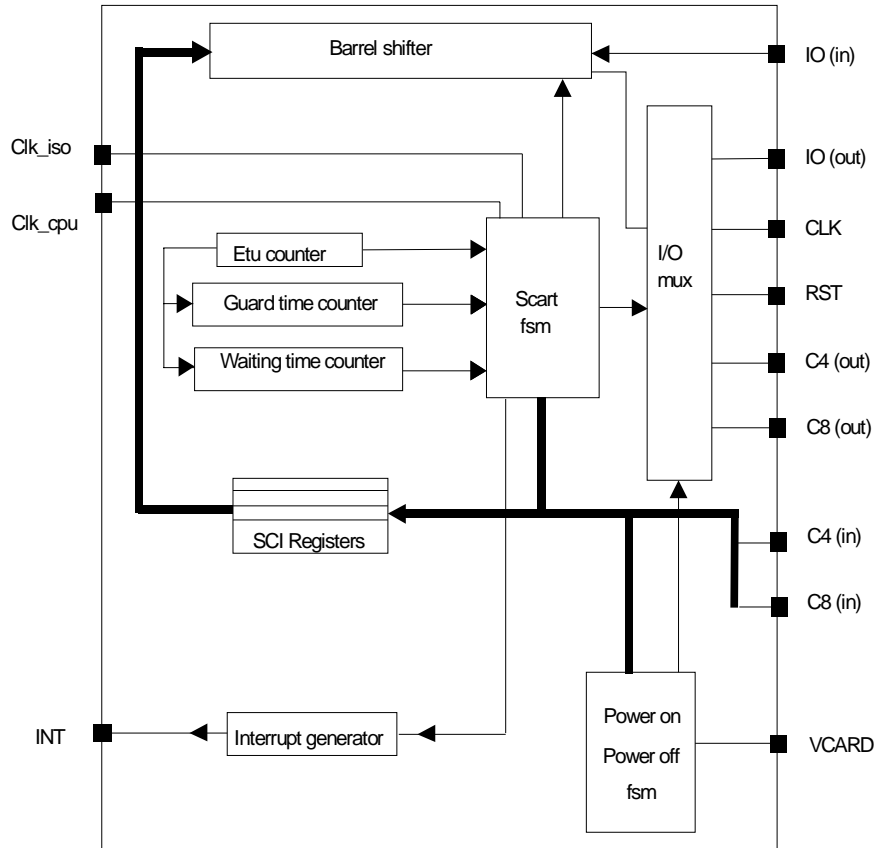 Barrel shifter
IO (in)
Clk_iso
IO (out)
Clk_cpu
CLK
Etu counter
I/O
mux
Guard time counter
Scart
fsm
RST
Waiting time counter
C4 (out)
C8 (out)
SCI Registers
C4 (in)
C8 (in)
INT
Interrupt generator
Power on
Power off
fsm
VCARD